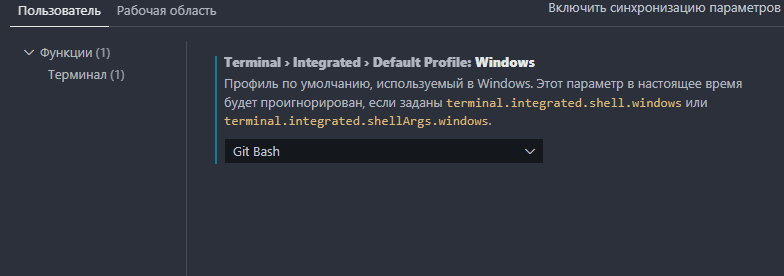 Пользователь Рабочая область Включить синхронизацию параметров
Функции (1)
Терминал (1)
Terminal › Integrated › Default Profile: Windows
Профиль по умолчанию, используемый в Windows. Этот параметр в настоящее время
будет проигнорирован, если заданы terminal.integrated.shell.windows или
terminal.integrated.shellArgs.windows.
Git Bash